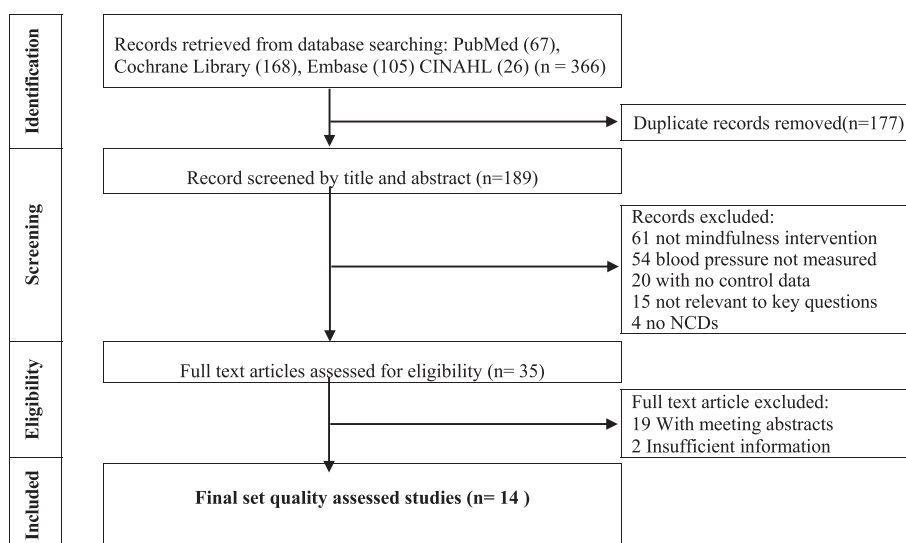 Identification
Records retrieved from database searching: PubMed (67),
Cochrane Library (168), Embase (105) CINAHL (26) (n = 366)
Duplicate records removed(n=177)
Screening
Record screened by title and abstract (n=189)
Records excluded:
61 not mindfulness intervention
54 blood pressure not measured
20 with no control data
15 not relevant to key questions
4 no NCDs
Eligibility
Full text articles assessed for eligibility (n= 35)
Full text article excluded:
19 With meeting abstracts
2 Insufficient information
Included
Final set quality assessed studies (n= 14 )